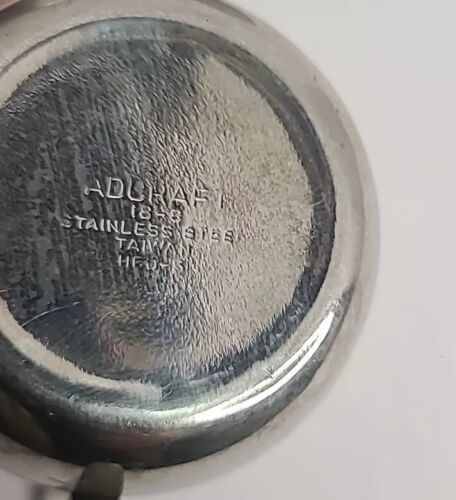 ADCRAFT
18-8
STAINLESS STEEL
TAIWAN